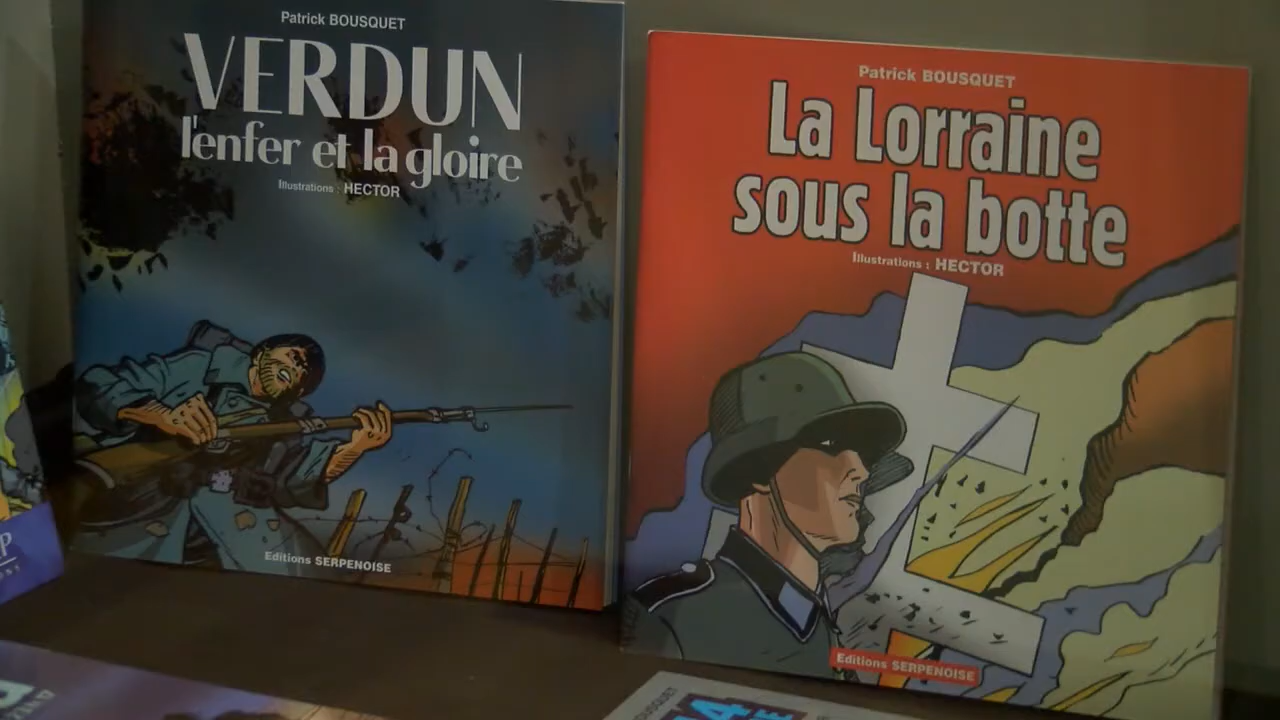 Patrick BOUSQUET
VERDUN
l'enfer et la gloire
Illustrations : HECTOR
Editions SERPENOISE
Patrick BOUSQUET
La Lorraine
sous la botte
Illustrations : HECTOR
Editions SERPENOISE
BOUSQUET